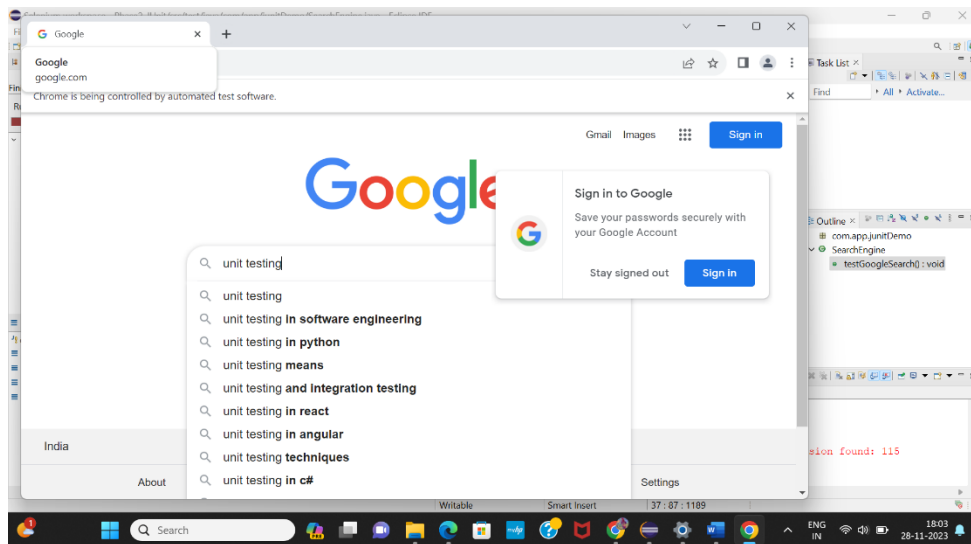 Google
Google
google.com
Chrome is being controlled by automated test software.
Gmail Images Sign in
Google
Sign in to Google
Save your passwords securely with
your Google Account
Stay signed out Sign in
unit testing
unit testing
unit testing in software engineering
unit testing in python
unit testing means
unit testing and integration testing
unit testing in react
unit testing in angular
unit testing techniques
unit testing in c#
India
About
Settings
Task List
Find All Activate...
Outline
com.app.junitDemo
SearchEngine
testGoogleSearch() : void
sion found: 115
Writable Smart Insert 37 : 87 : 1189
Search
ENG
IN
18:03
28-11-2023